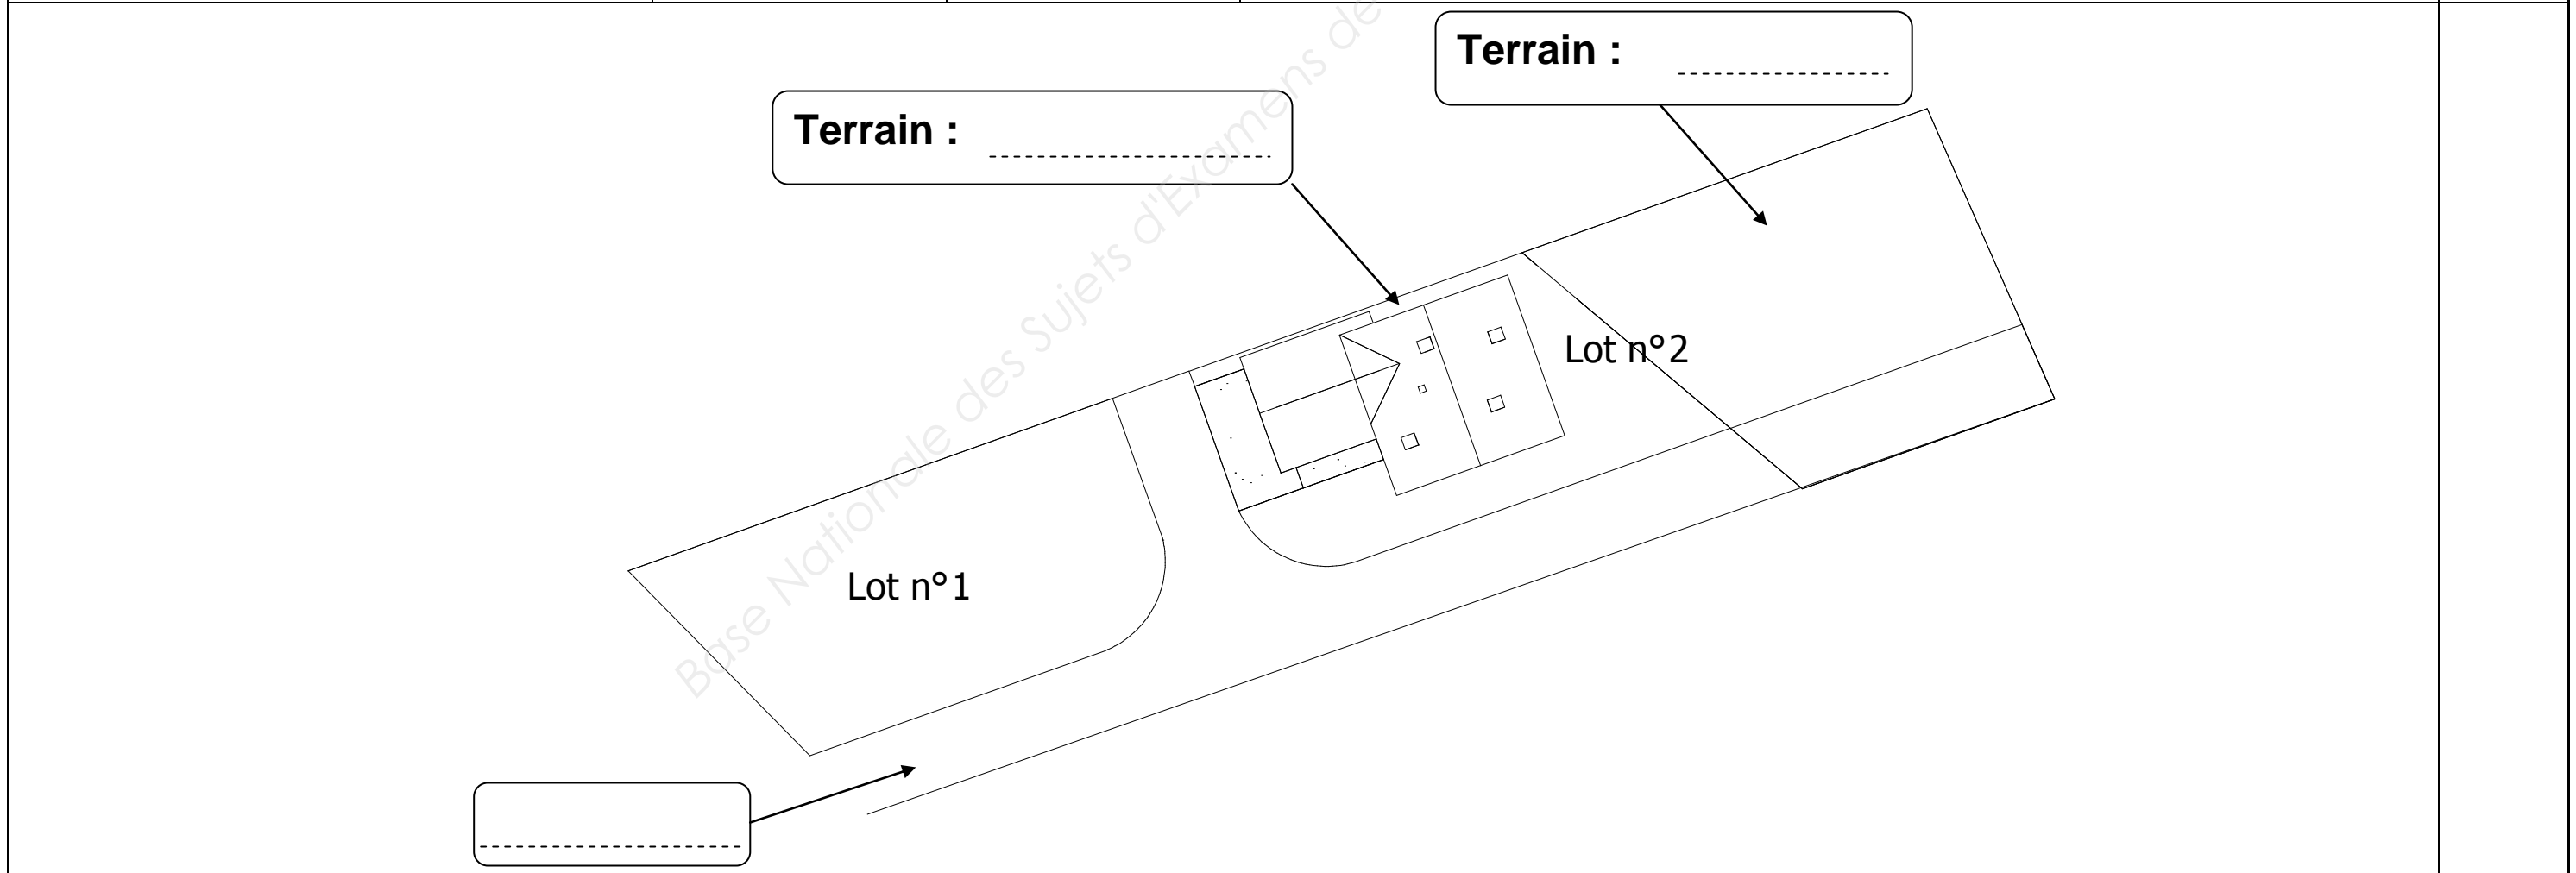 Terrain :
Terrain :
Lot n°2
Lot n°1
Base Nationale des Sujets d'Examens de